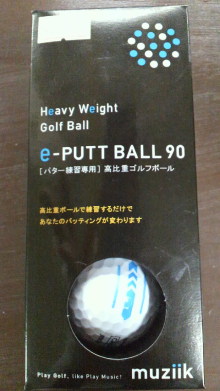 Heavy Weight
Golf Ball
e-PUTT BALL 90
[パター練習専用] 高比重ゴルフボール
高比重ボールで練習するだけで
あなたのパッティングが変わります
Play Golf, like Play Music!
muziik